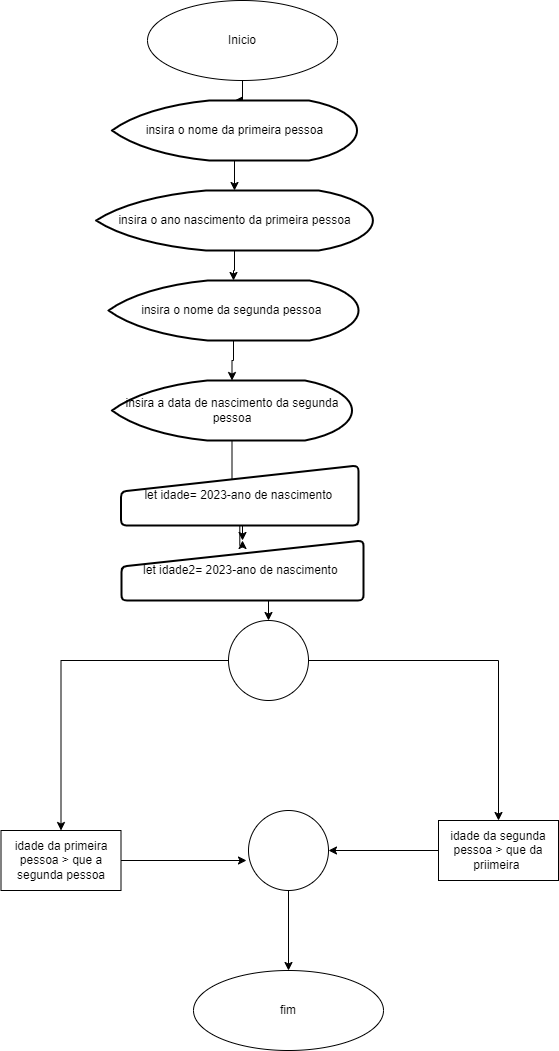 Inicio
insira o nome da primeira pessoa
insira o ano nascimento da primeira pessoa
insira o nome da segunda pessoa
insira a data de nascimento da segunda
pessoa
let idade= 2023-ano de nascimento
let idade2= 2023-ano de nascimento
idade da primeira
pessoa > que a
segunda pessoa
idade da segunda
pessoa > que da
priimeira
fim